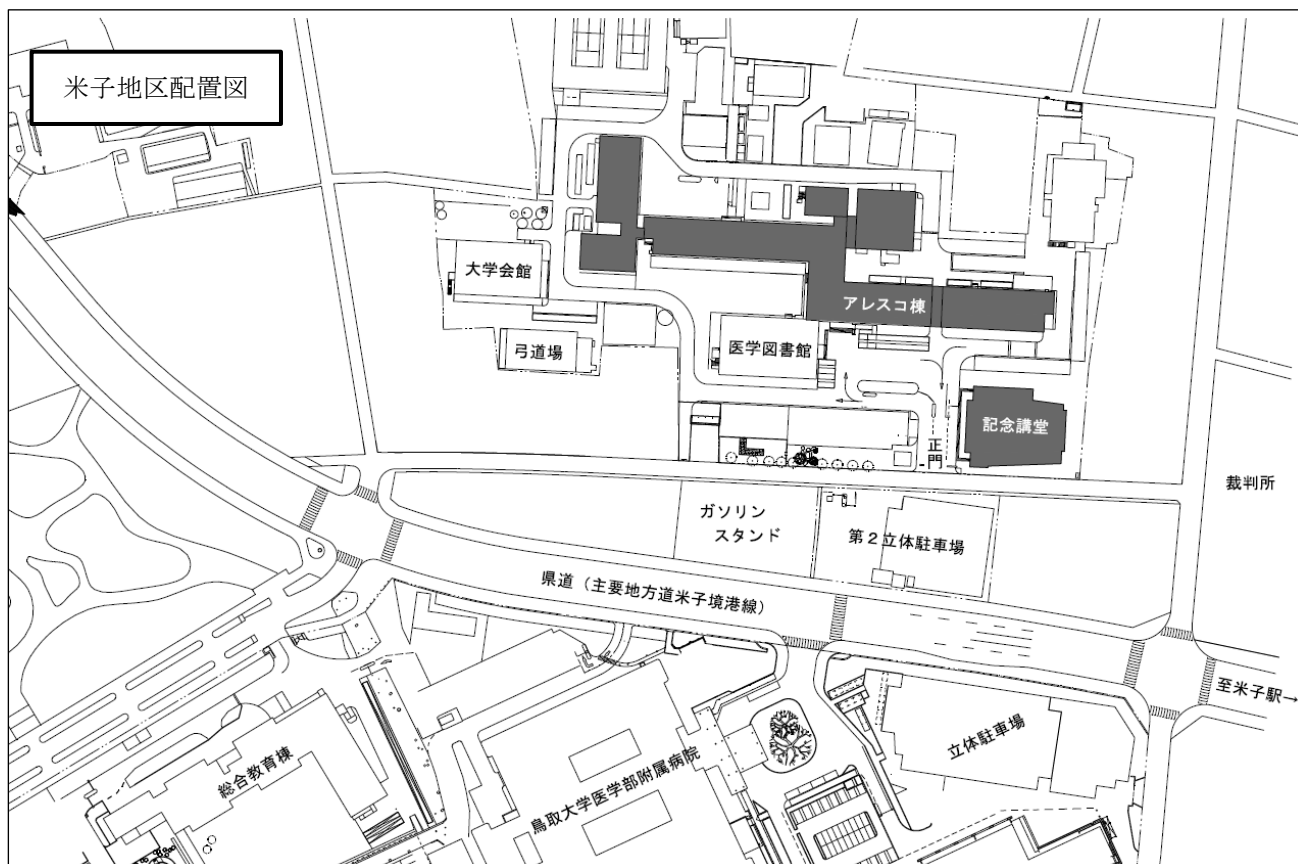 米子地区配置図
大学会館
アレスコ棟
弓道場
医学図書館
記念講堂
正門
裁判所
ガソリン
スタンド
第２立体駐車場
県道（主要地方道米子境港線）
至米子駅→
立体駐車場
総合教育棟
鳥取大学医学部附属病院